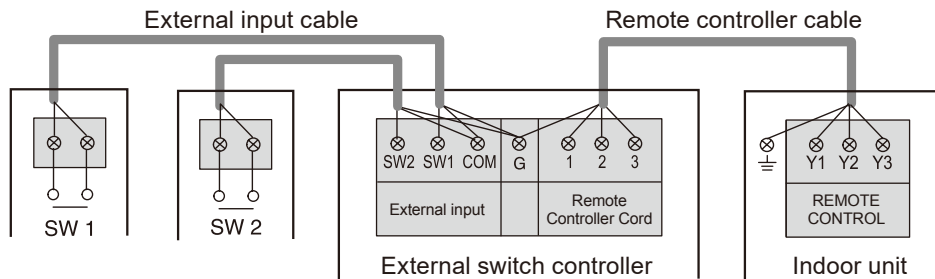 External input cable
Remote controller cable
SW2 SW1 COM G 1 2 3
Y1 Y2 Y3
External input
Remote
Controller Cord
REMOTE
CONTROL
SW 1
SW 2
External switch controller
Indoor unit